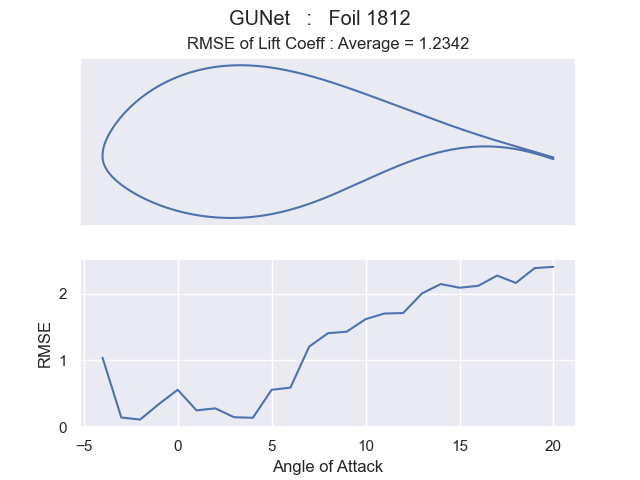 GUNet : Foil 1812
RMSE of Lift Coeff : Average = 1.2342
RMSE
2
1
0
−5 0 5 10 15 20
Angle of Attack